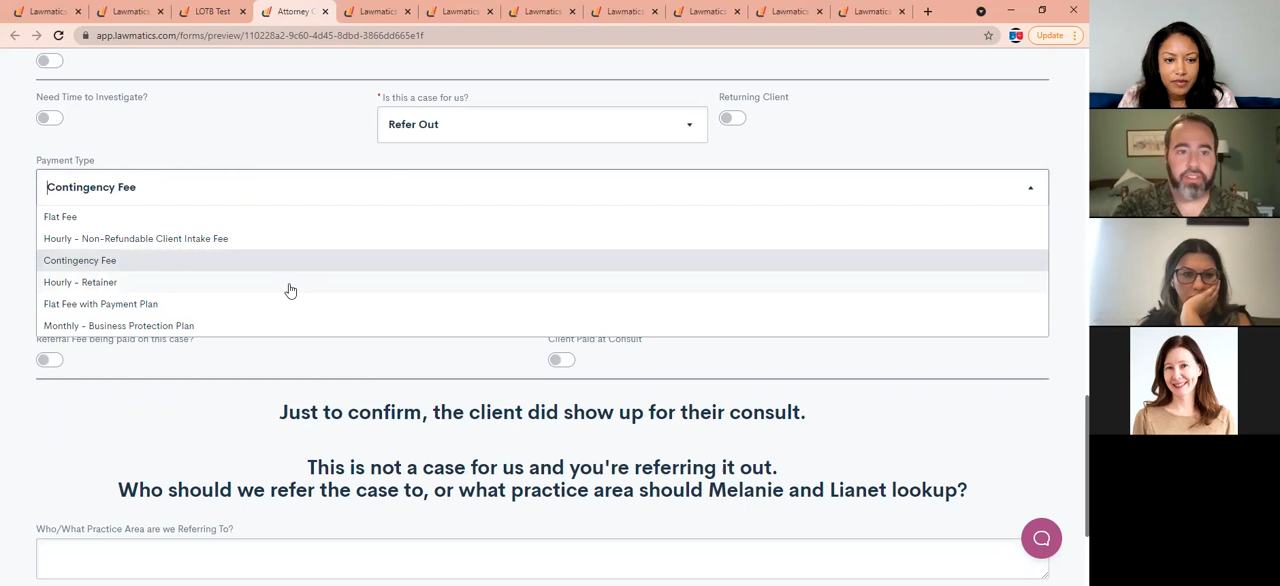 Lawmatics
Lawmatics
LOTB Test
Attorney C
Lawmatics
Lawmatics
Lawmatics
Lawmatics
Lawmatics
Lawmatics
Lawmatics
app.lawmatics.com/forms/preview/110228a2-9c60-4d45-8dbd-3866dd665e1f
Update
Need Time to Investigate?
* Is this a case for us?
Returning Client
Refer Out
Payment Type
Contingency Fee
Flat Fee
Hourly - Non-Refundable Client Intake Fee
Contingency Fee
Hourly - Retainer
Flat Fee with Payment Plan
Monthly - Business Protection Plan
Referral Fee being paid on this case?
Client Paid at Consult
Just to confirm, the client did show up for their consult.
This is not a case for us and you're referring it out.
Who should we refer the case to, or what practice area should Melanie and Lianet lookup?
Who/What Practice Area are we Referring To?